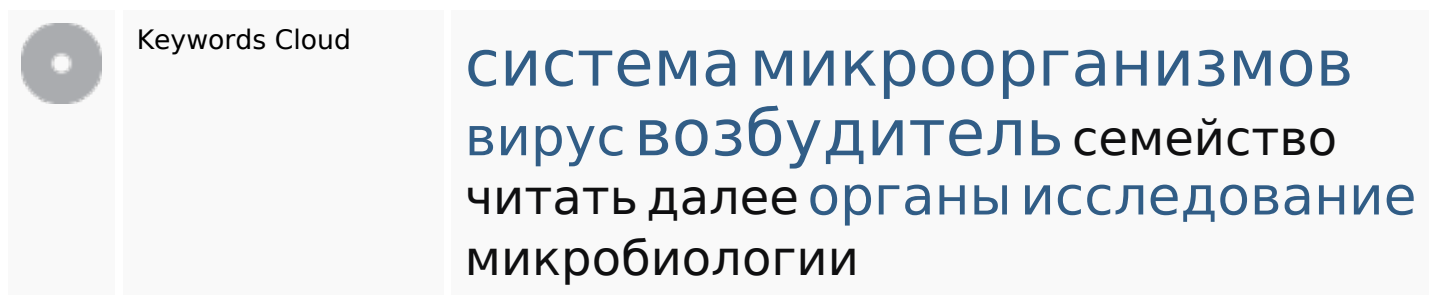 Keywords Cloud
система микроорганизмов
вирус возбудитель семейство
читать далее органы исследование
микробиологии